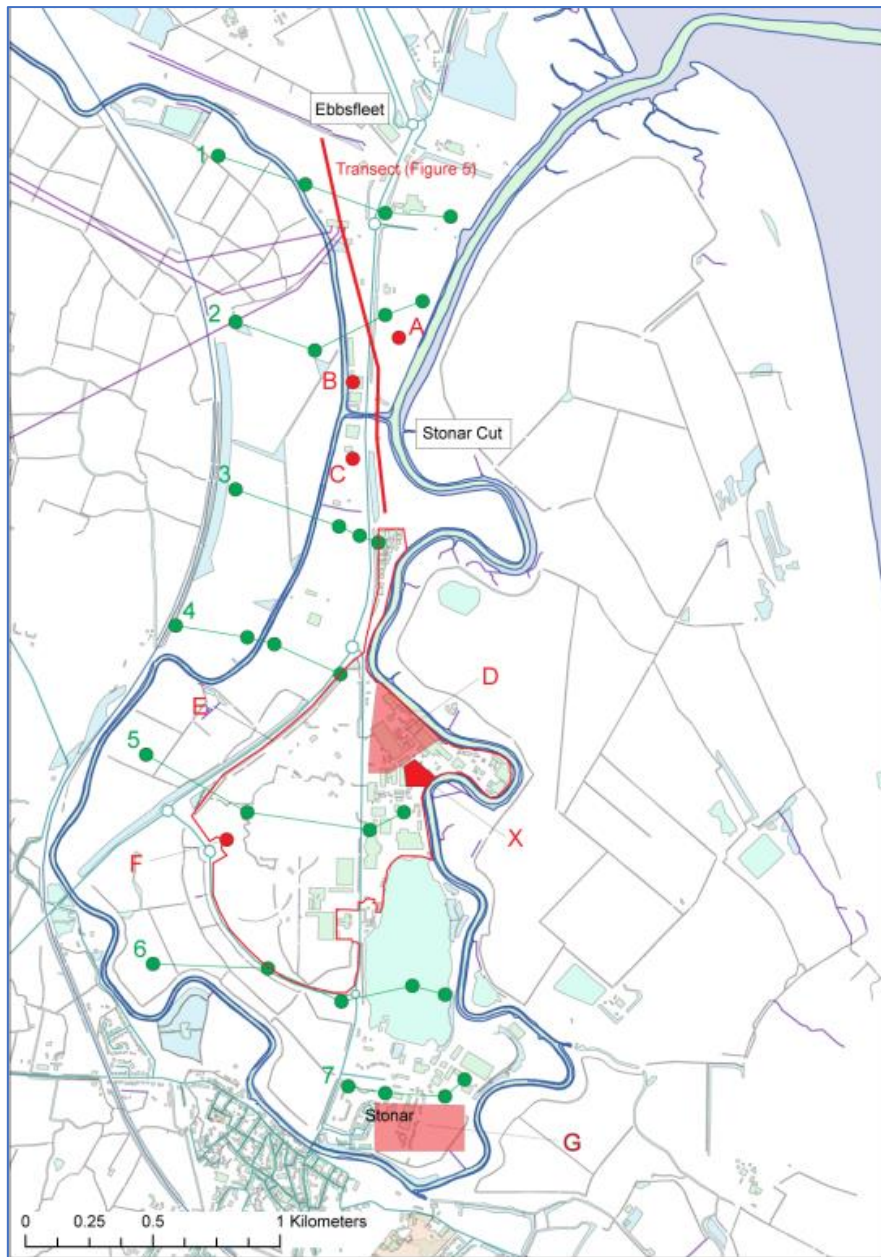 Ebbsfleet
1
Transect (Figure 5)
2
A
B
Stonar Cut
C
3
4
D
E
5
X
F
6
7
Stonar
G
0 0.25 0.5 1 Kilometers